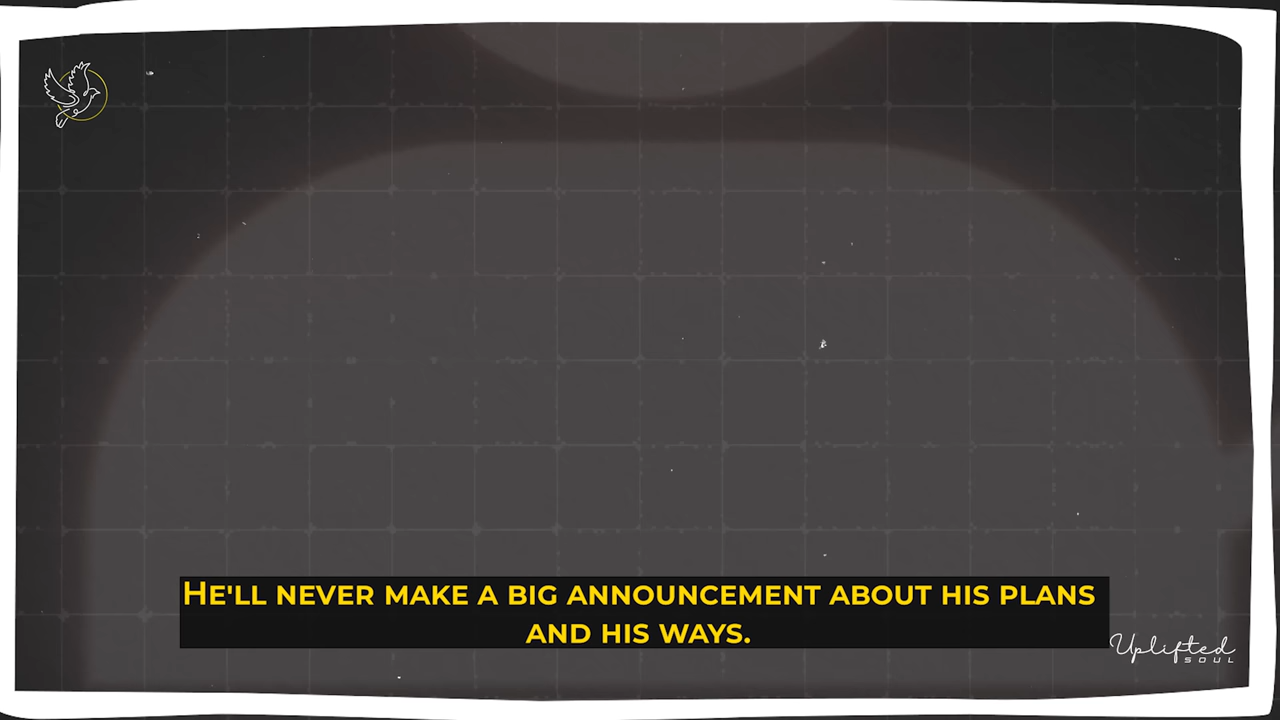 He'll never make a big announcement about his plans
and his ways.
Uplifted
SOUL